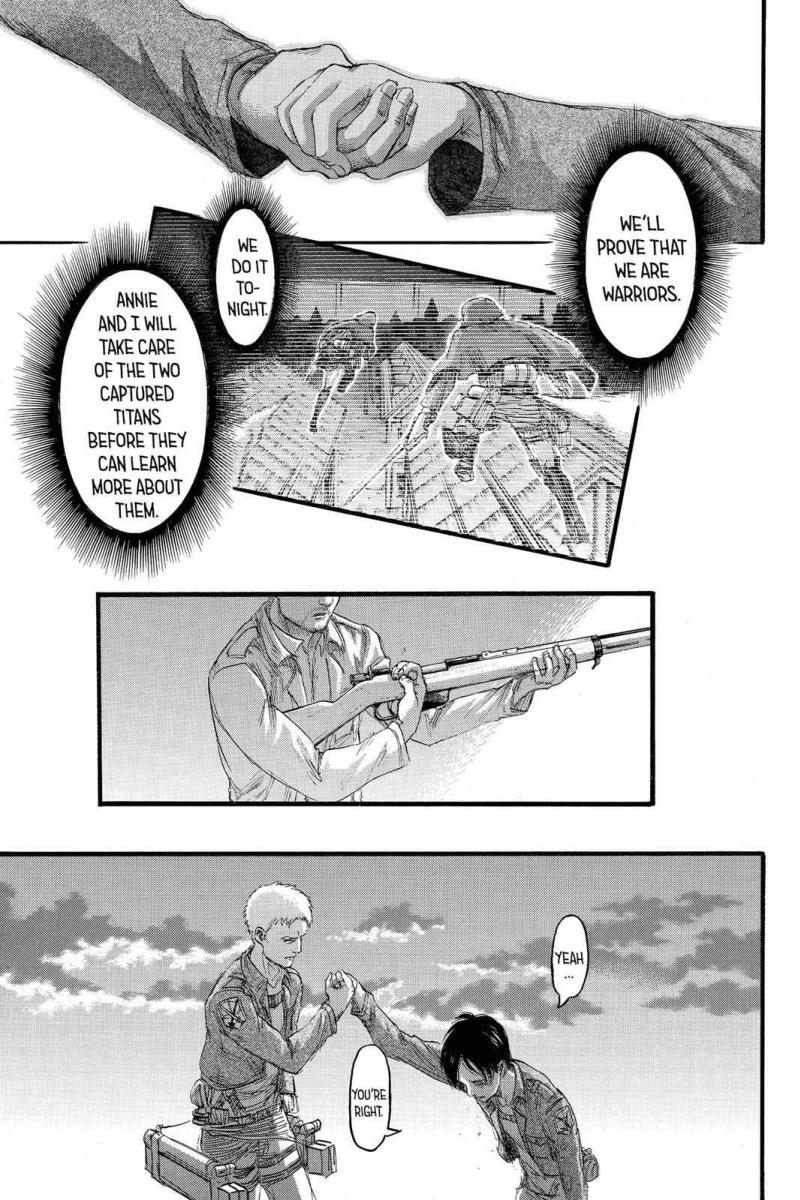 WE'LL
PROVE THAT
WE ARE
WARRIORS.
WE
DO IT
TO-
NIGHT.
ANNIE
AND I WILL
TAKE CARE
OF THE TWO
CAPTURED
TITANS
BEFORE THEY
CAN LEARN
MORE ABOUT
THEM.
YEAH
...
YOU'RE
RIGHT.